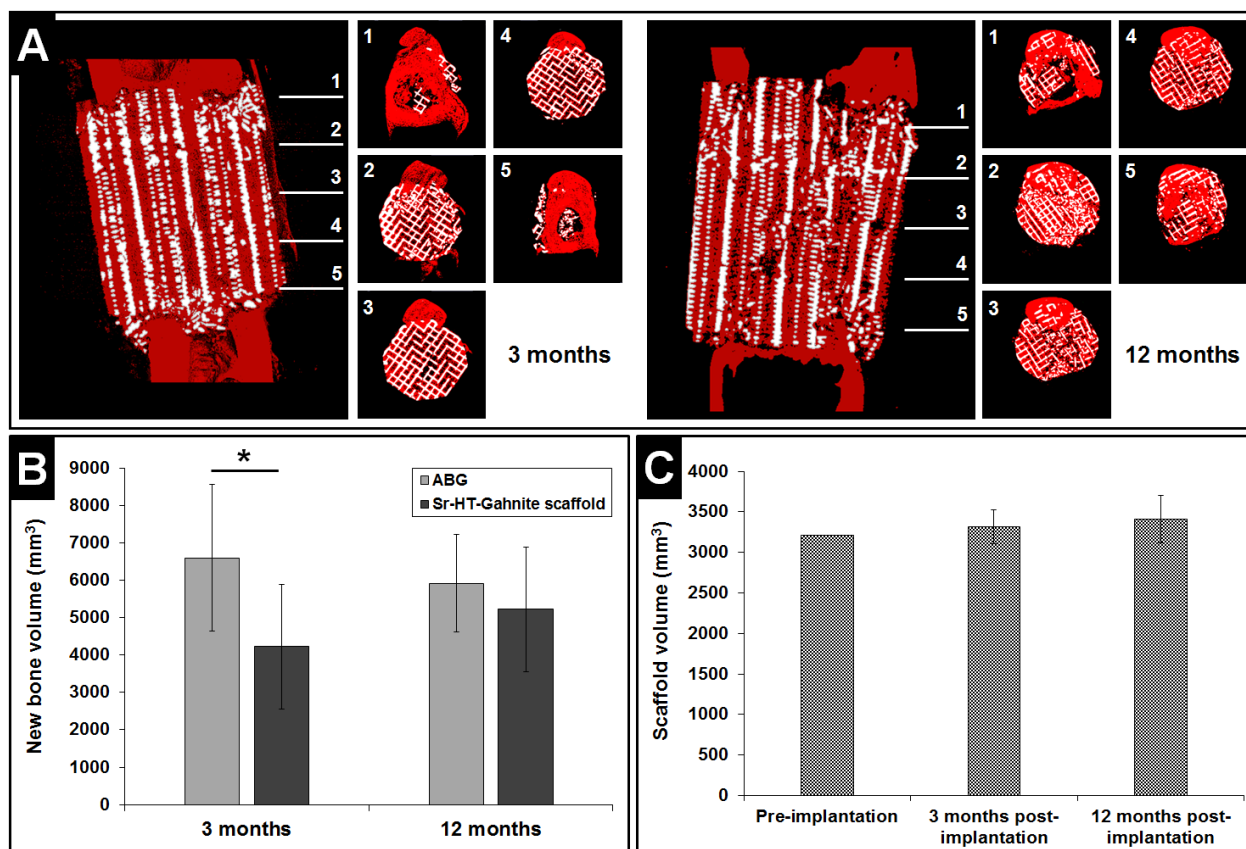 A
1
2
3
4
5
1
4
2
5
3
3 months
1
2
3
4
5
1
4
2
5
3
12 months
B
New bone volume (mm³)
9000
8000
7000
6000
5000
4000
3000
2000
1000
0
*
ABG
Sr-HT-Gahnite scaffold
3 months
12 months
C
Scaffold volume (mm³)
4000
3500
3000
2500
2000
1500
1000
500
0
Pre-implantation
3 months post-
implantation
12 months post-
implantation